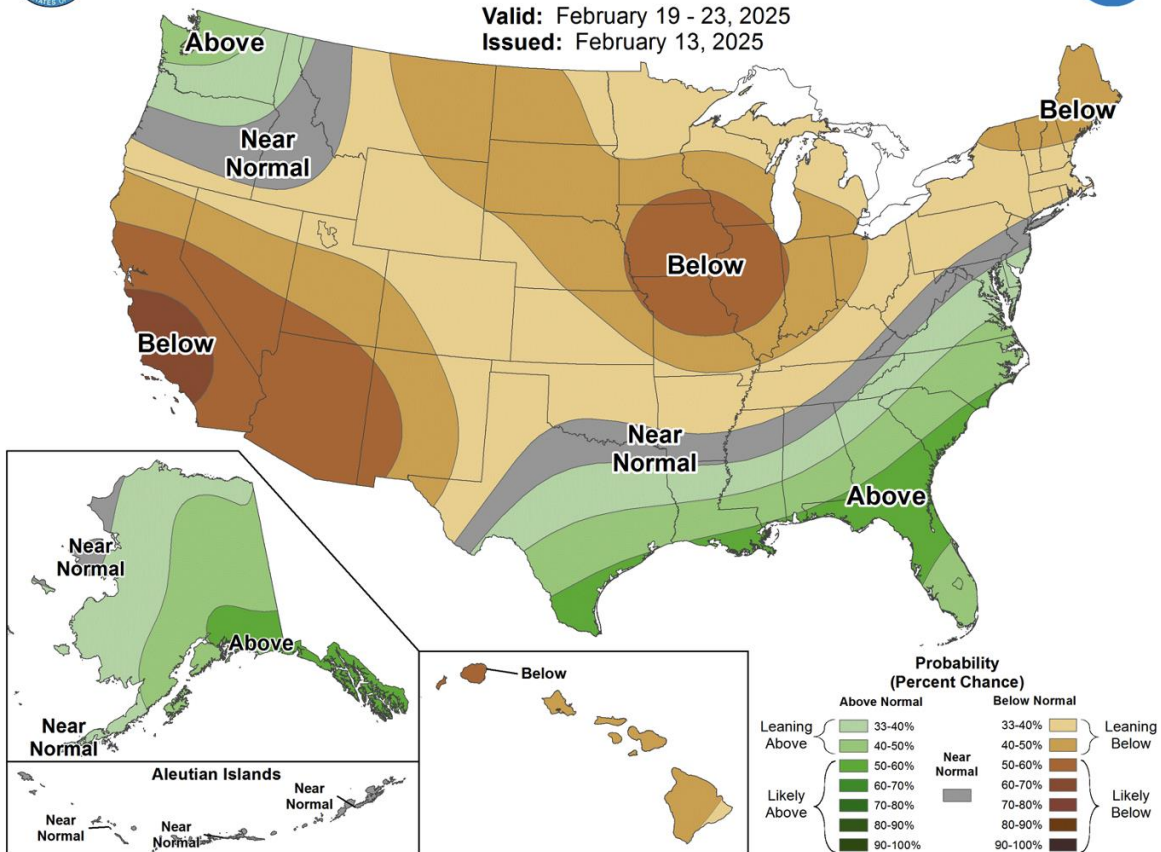 Valid: February 19 - 23, 2025
Issued: February 13, 2025
Above
Near
Normal
Below
Below
Below
Near
Normal
Above
Near
Normal
Above
Near
Normal
Aleutian Islands
Near
Normal
Near
Normal
Near
Normal
Below
Probability
(Percent Chance)
Above Normal
Below Normal
Leaning
Above
33-40%
40-50%
50-60%
60-70%
70-80%
80-90%
90-100%
Likely
Above
Near
Normal
33-40%
40-50%
50-60%
60-70%
70-80%
80-90%
90-100%
Leaning
Below
Likely
Below